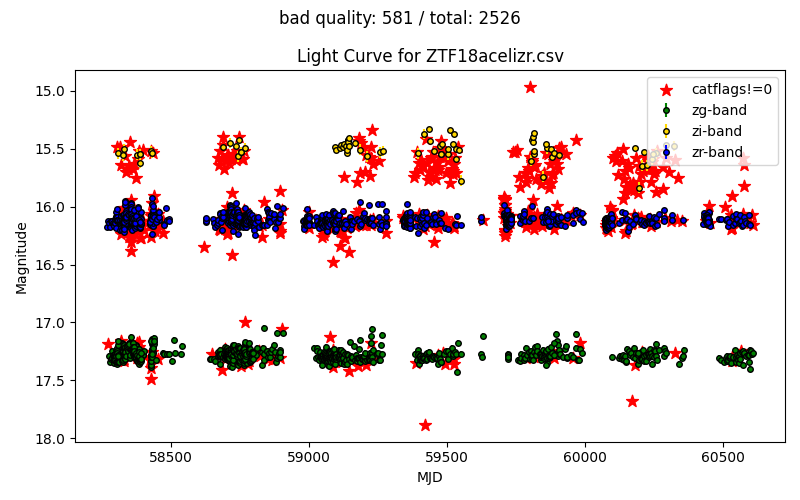 bad quality: 581 / total: 2526
Light Curve for ZTF18acelizr.csv
catflags!=0
zg-band
zi-band
zr-band
15.0
15.5
16.0
16.5
17.0
17.5
18.0
Magnitude
58500
59000
59500
60000
60500
MJD